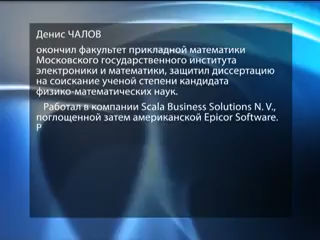 Денис ЧАЛОВ
окончил факультет прикладной математики
Московского государственного института
электроники и математики, защитил диссертацию
на соискание ученой степени кандидата
физико-математических наук.
Работал в компании Scala Business Solutions N. V.,
поглощенной затем американской Epicor Software.
Р